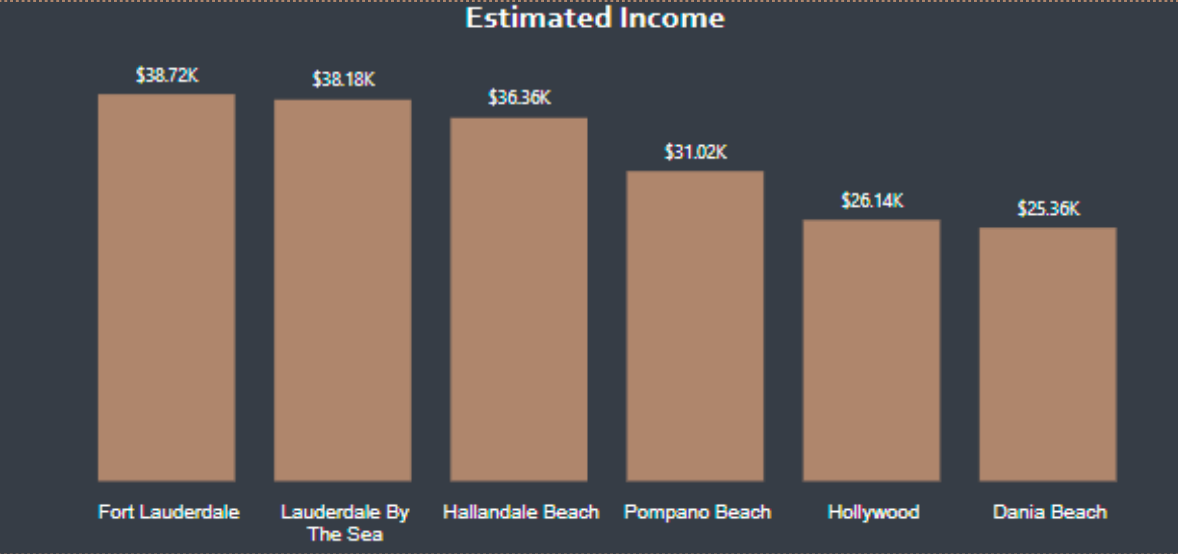 Estimated Income
$38.72K
$38.18K
$36.36K
$31.02K
$26.14K
$25.36K
Fort Lauderdale
Lauderdale By
The Sea
Hallandale Beach
Pompano Beach
Hollywood
Dania Beach